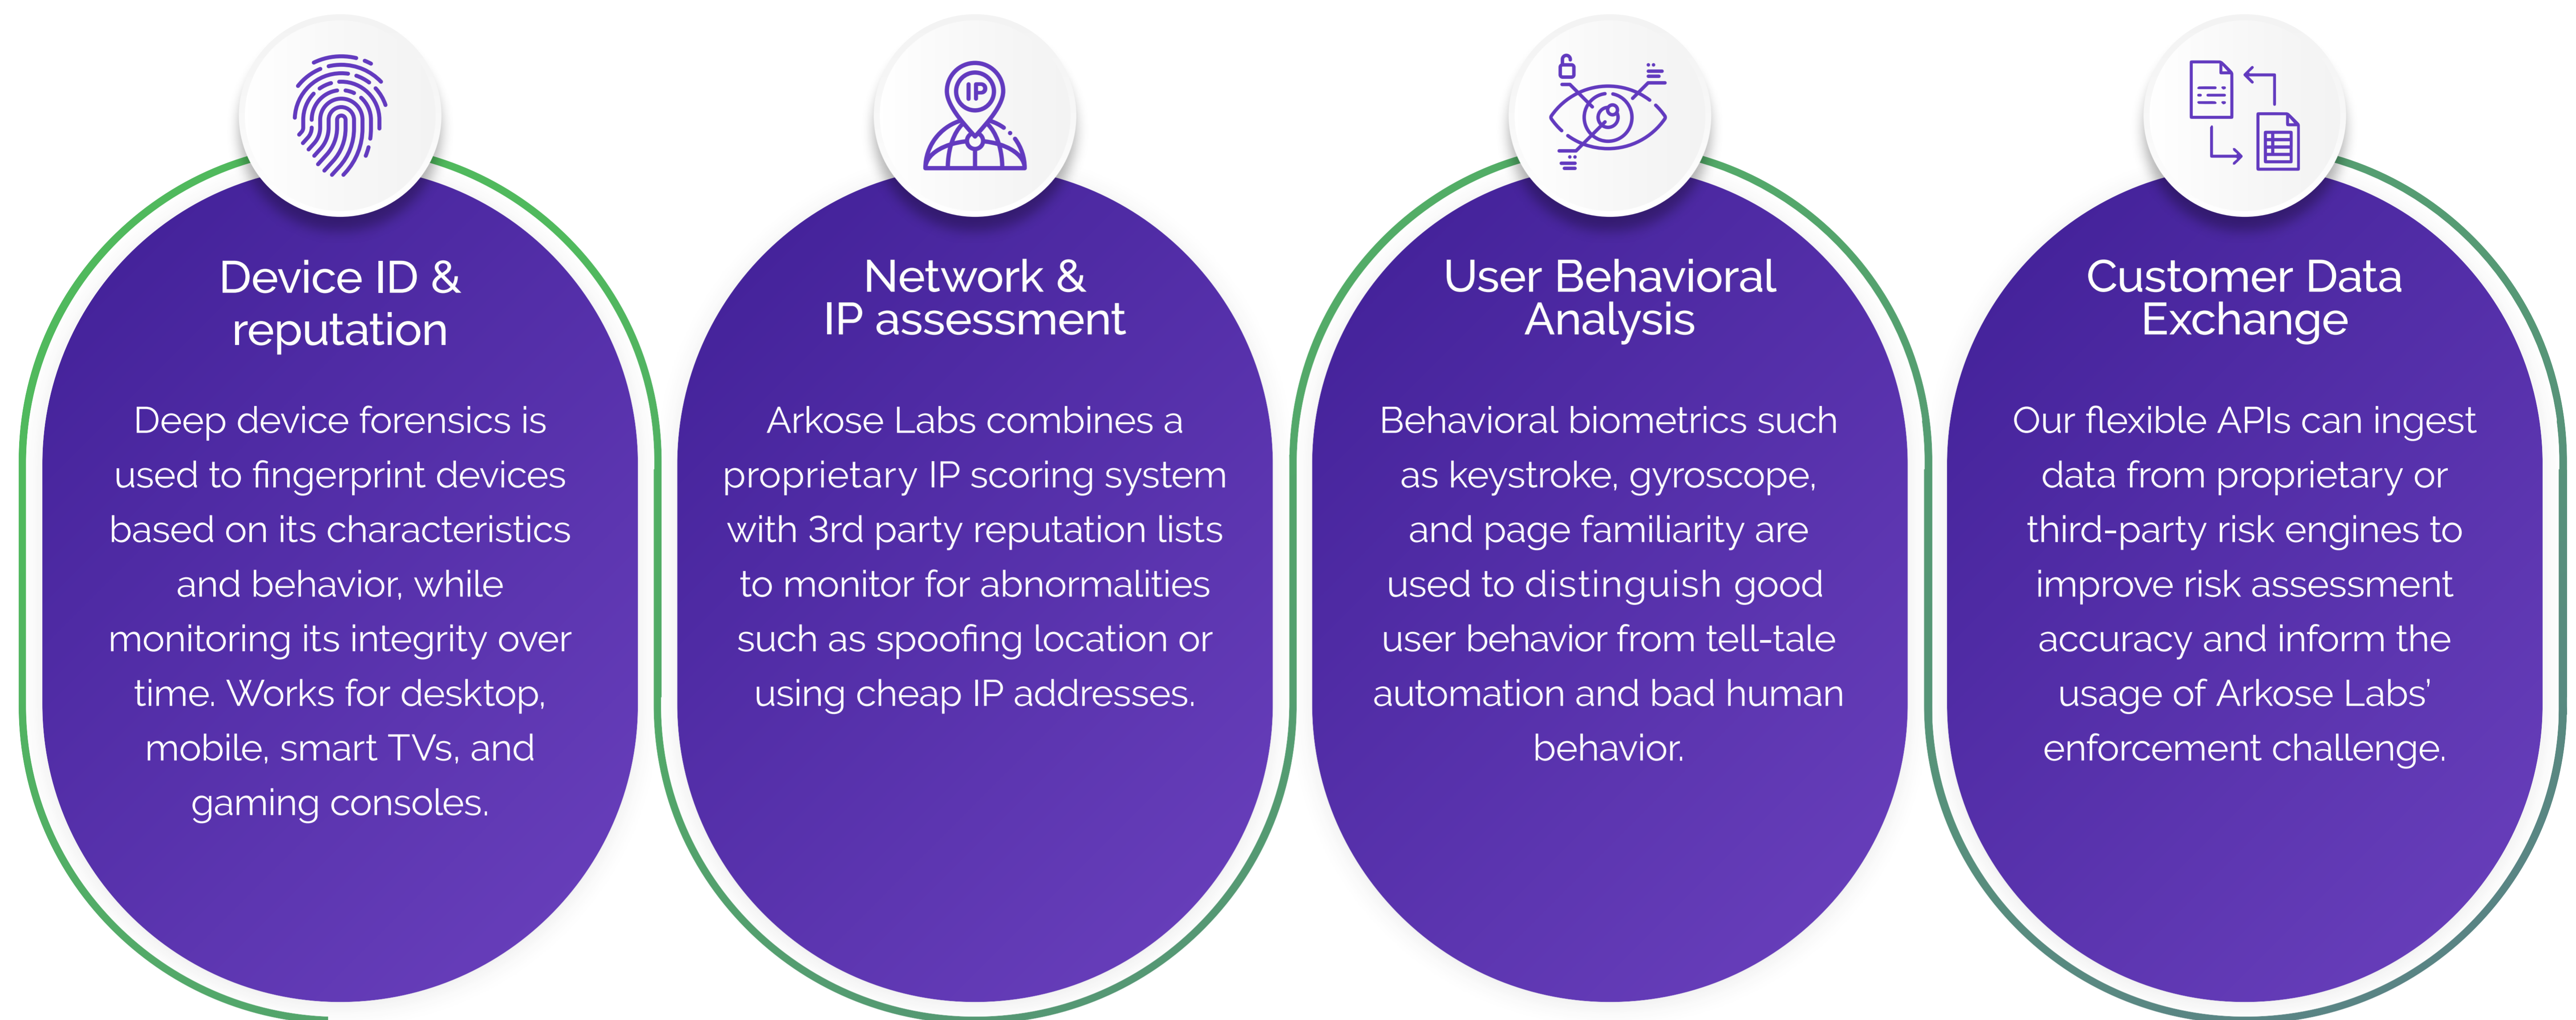 Device ID &
reputation
Deep device forensics is
used to fingerprint devices
based on its characteristics
and behavior, while
monitoring its integrity over
time. Works for desktop,
mobile, smart TVs, and
gaming consoles.
IP
Network &
IP assessment
Arkose Labs combines a
proprietary IP scoring system
with 3rd party reputation lists
to monitor for abnormalities
such as spoofing location or
using cheap IP addresses.
User Behavioral
Analysis
Behavioral biometrics such
as keystroke, gyroscope,
and page familiarity are
used to distinguish good
user behavior from tell-tale
automation and bad human
behavior.
Customer Data
Exchange
Our flexible APIs can ingest
data from proprietary or
third-party risk engines to
improve risk assessment
accuracy and inform the
usage of Arkose Labs’
enforcement challenge.